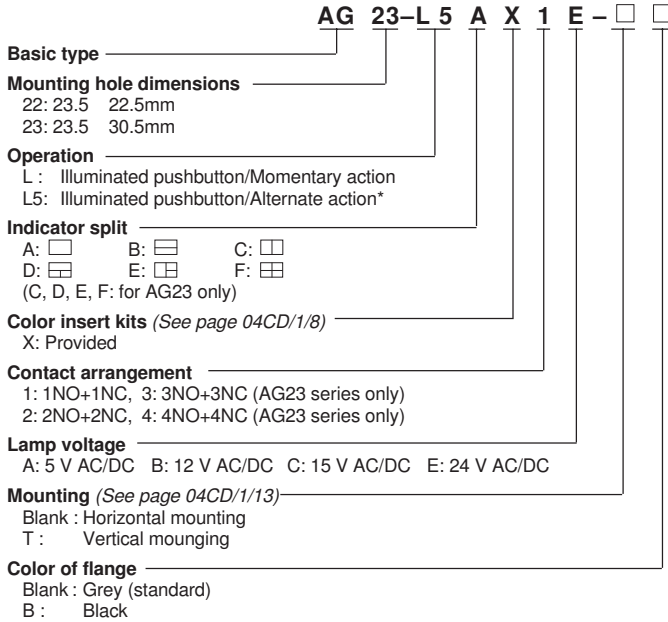 AG 23–L 5 A X 1 E –
Basic type
Mounting hole dimensions
22: 23.5 22.5mm
23: 23.5 30.5mm
Operation
L : Illuminated pushbutton/Momentary action
L5: Illuminated pushbutton/Alternate action*
Indicator split
A: B: C:
D: E: F:
(C, D, E, F: for AG23 only)
Color insert kits (See page 04CD/1/8)
X: Provided
Contact arrangement
1: 1NO+1NC, 3: 3NO+3NC (AG23 series only)
2: 2NO+2NC, 4: 4NO+4NC (AG23 series only)
Lamp voltage
A: 5 V AC/DC B: 12 V AC/DC C: 15 V AC/DC E: 24 V AC/DC
Mounting (See page 04CD/1/13)
Blank : Horizontal mounting
T : Vertical mounging
Color of flange
Blank : Grey (standard)
B : Black